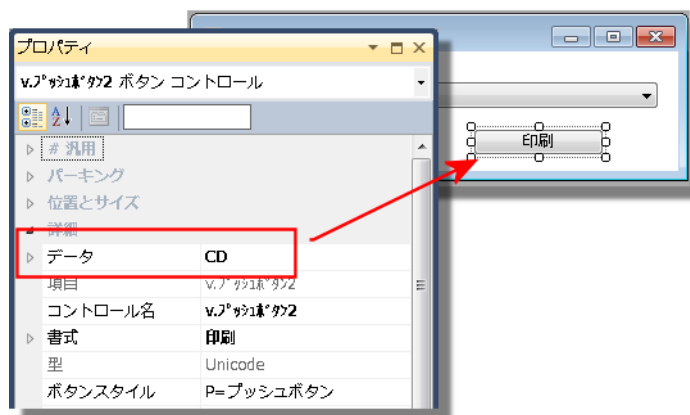 プロパティ
v.プッシュボタン2 ボタン コントロール
# 汎用
パーキング
位置とサイズ
詳細
データ CD
項目 v.プッシュボタン2
コントロール名 v.プッシュボタン2
書式 印刷
型 Unicode
ボタンスタイル P=プッシュボタン
印刷